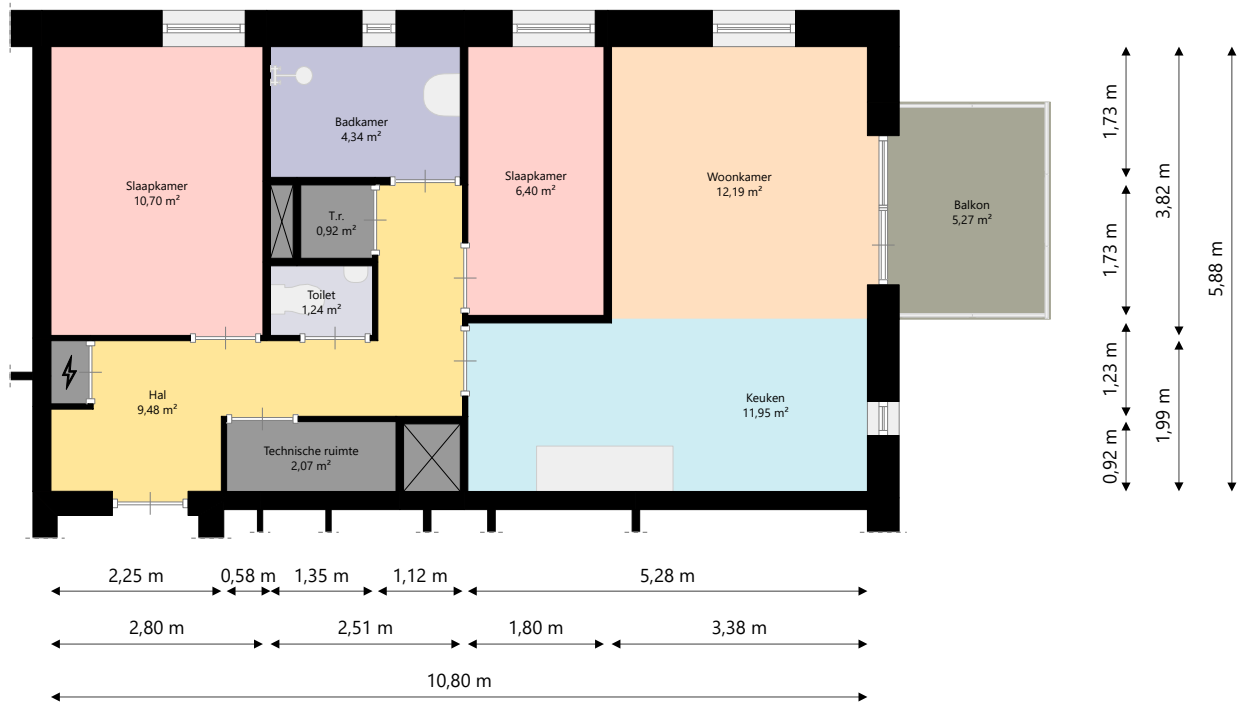 Slaapkamer
10,70 m²
Badkamer
4,34 m²
T.r.
0,92 m²
Toilet
1,24 m²
Slaapkamer
6,40 m²
Woonkamer
12,19 m²
Balkon
5,27 m²
Hal
9,48 m²
Technische ruimte
2,07 m²
Keuken
11,95 m²
1,73 m
1,73 m
1,23 m
0,92 m
3,82 m
1,99 m
5,88 m
2,25 m
0,58 m
1,35 m
1,12 m
5,28 m
2,80 m
2,51 m
1,80 m
3,38 m
10,80 m